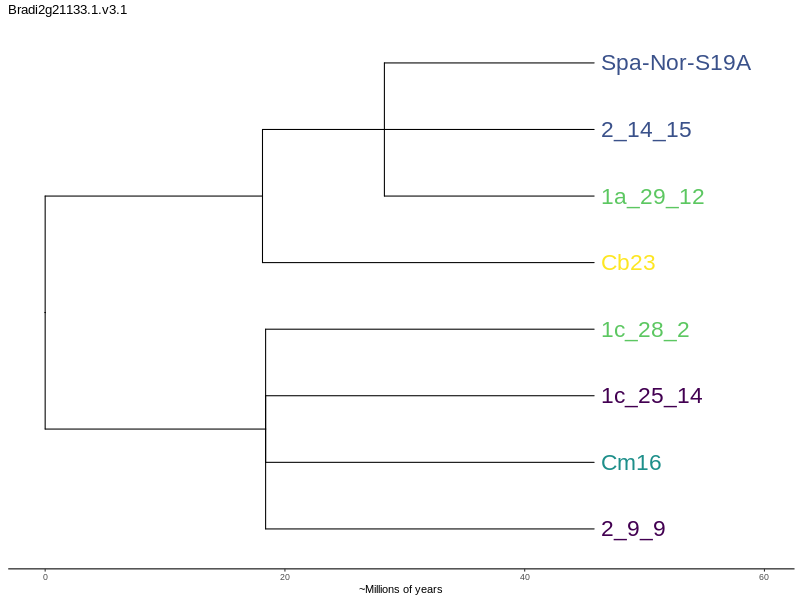 Bradi2g21133.1.v3.1
Spa-Nor-S19A
2_14_15
1a_29_12
Cb23
1c_28_2
1c_25_14
Cm16
2_9_9
0 20 40 60
~Millions of years